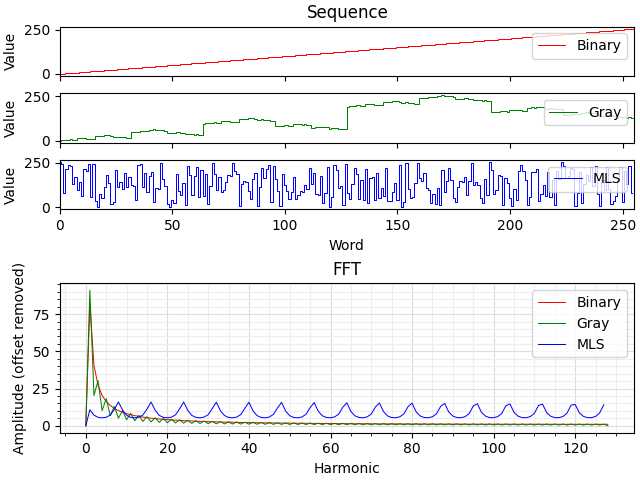 Sequence
Value
250
0
Binary
Value
250
0
Gray
Value
250
0
MLS
0 50 100 150 200 250
Word
FFT
Amplitude (offset removed)
75
50
25
0
Binary
Gray
MLS
0 20 40 60 80 100 120
Harmonic